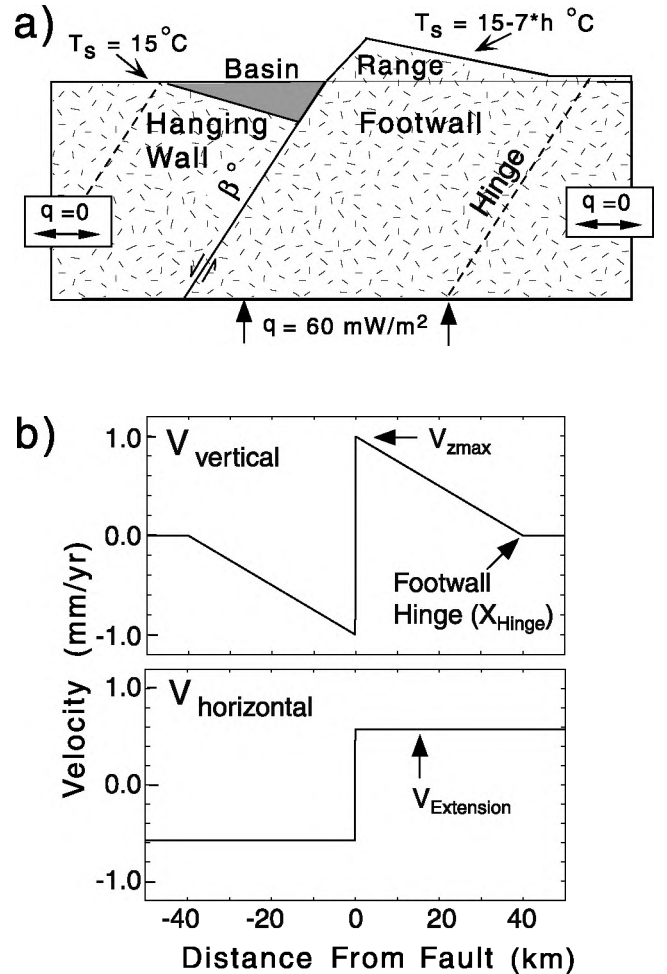 a)
T_s = 15°C
T_s = 15-7*h °C
Basin
Range
Hanging
Wall
Footwall
β°
Hinge
q =0
q =0
q = 60 mW/m²
b)
Velocity (mm/yr)
1.0
0.0
-1.0
V vertical
V_zmax
Footwall
Hinge (X_Hinge)
1.0
0.0
-1.0
V horizontal
V_Extension
-40 -20 0 20 40
Distance From Fault (km)